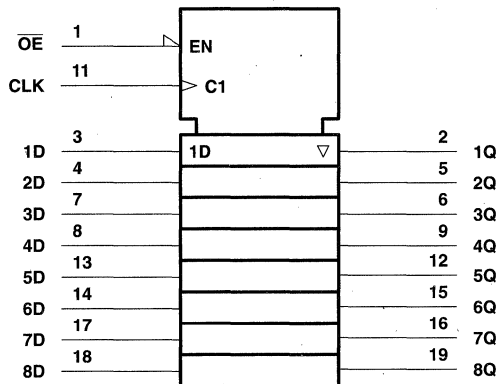 OE 1 EN
CLK 11 C1
1D 3 1D ▽ 2 1Q
2D 4 5 2Q
3D 7 6 3Q
4D 8 9 4Q
5D 13 12 5Q
6D 14 15 6Q
7D 17 16 7Q
8D 18 19 8Q